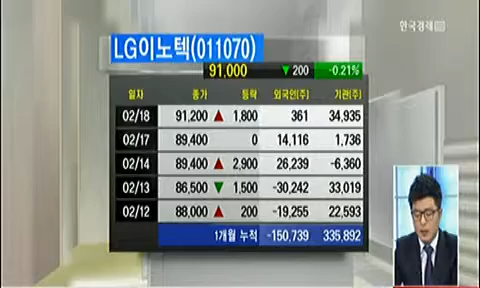 한국경제
LG이노텍(011070)
91,000 ▼ 200 -0.21%
일자 종가 등락 외국인(주) 기관(주)
02/18 91,200 ▲ 1,800 361 34,935
02/17 89,400 0 14,116 1,736
02/14 89,400 ▲ 2,900 26,239 -6,360
02/13 86,500 ▼ 1,500 -30,242 33,019
02/12 88,000 ▲ 200 -19,255 22,593
1개월 누적 -150,739 335,892